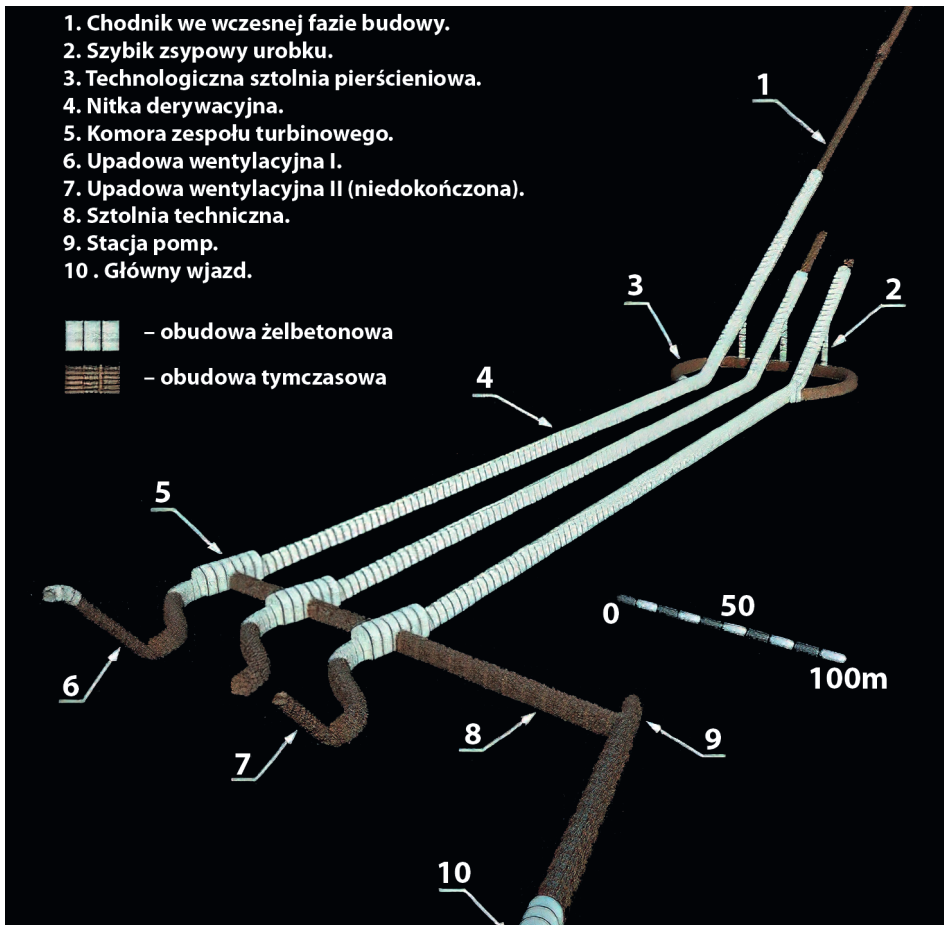 1. Chodnik we wczesnej fazie budowy.
2. Szybik zsypowy urobku.
3. Technologiczna sztolnia pierścieniowa.
4. Nitka derywacyjna.
5. Komora zespołu turbinowego.
6. Upadowa wentylacyjna I.
7. Upadowa wentylacyjna II (niedokończona).
8. Sztolnia techniczna.
9. Stacja pomp.
10 . Główny wjazd.
– obudowa żelbetonowa
– obudowa tymczasowa
1
2
3
4
5
0
50
100m
6
7
8
9
10